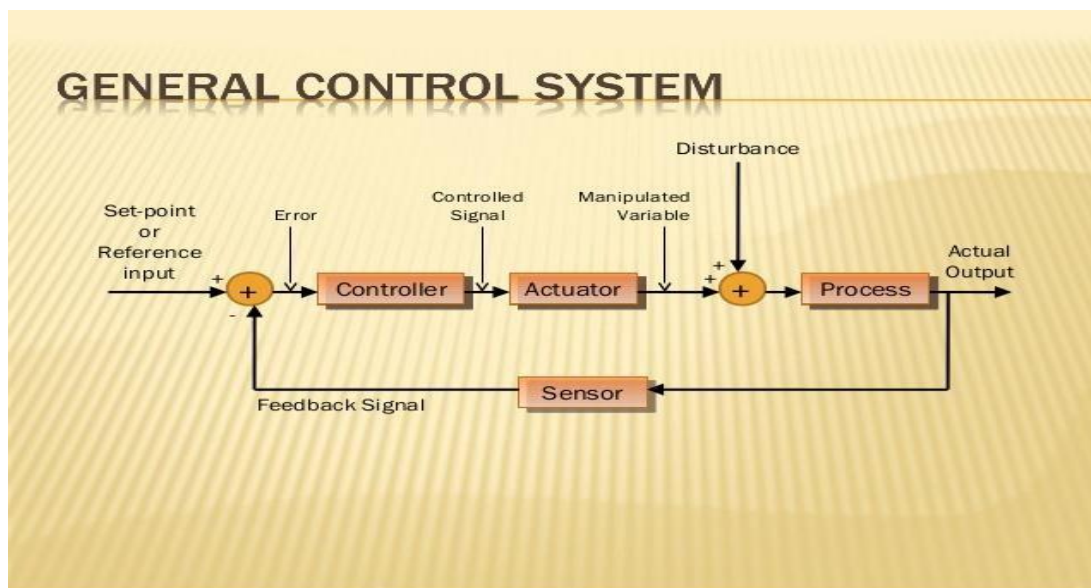 GENERAL CONTROL SYSTEM
Disturbance
Controlled
Signal
Manipulated
Variable
Set-point
or
Reference
input
Error
Actual
Output
+
+
+
+
+
-
Controller
Actuator
Process
Sensor
Feedback Signal